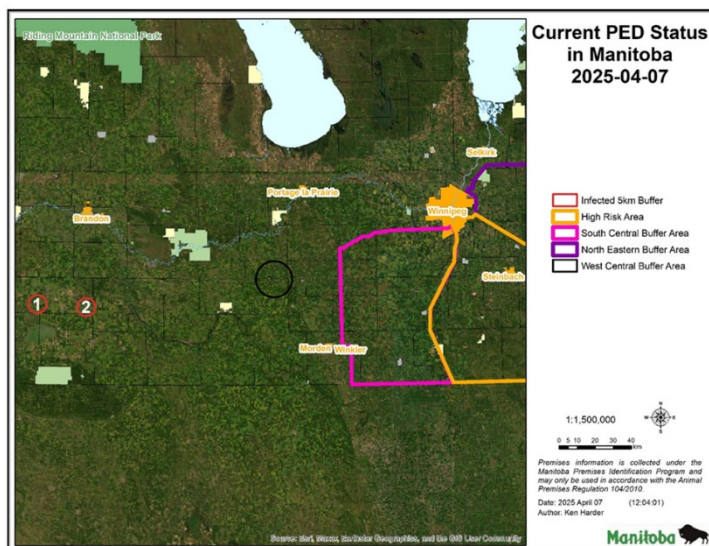 Current PED Status
in Manitoba
2025-04-07
Riding Mountain National Park
Selkirk
Portage la Prairie
Winnipeg
Brandon
Steinbach
1
2
Morden
Winkler
Infected 5km Buffer
High Risk Area
South Central Buffer Area
North Eastern Buffer Area
West Central Buffer Area
1:1,500,000
N
W
E
S
0 5 10 20 30 40
km
Premises information is collected under the
Manitoba Premises Identification Program and
may only be used in accordance with the Animal
Premises Regulation 104/2010.
Date: 2025 April 07 (12:04:01)
Author: Ken Harder
Source: Esri, Maxar, Earthstar Geographics, and the GIS User Community
Manitoba